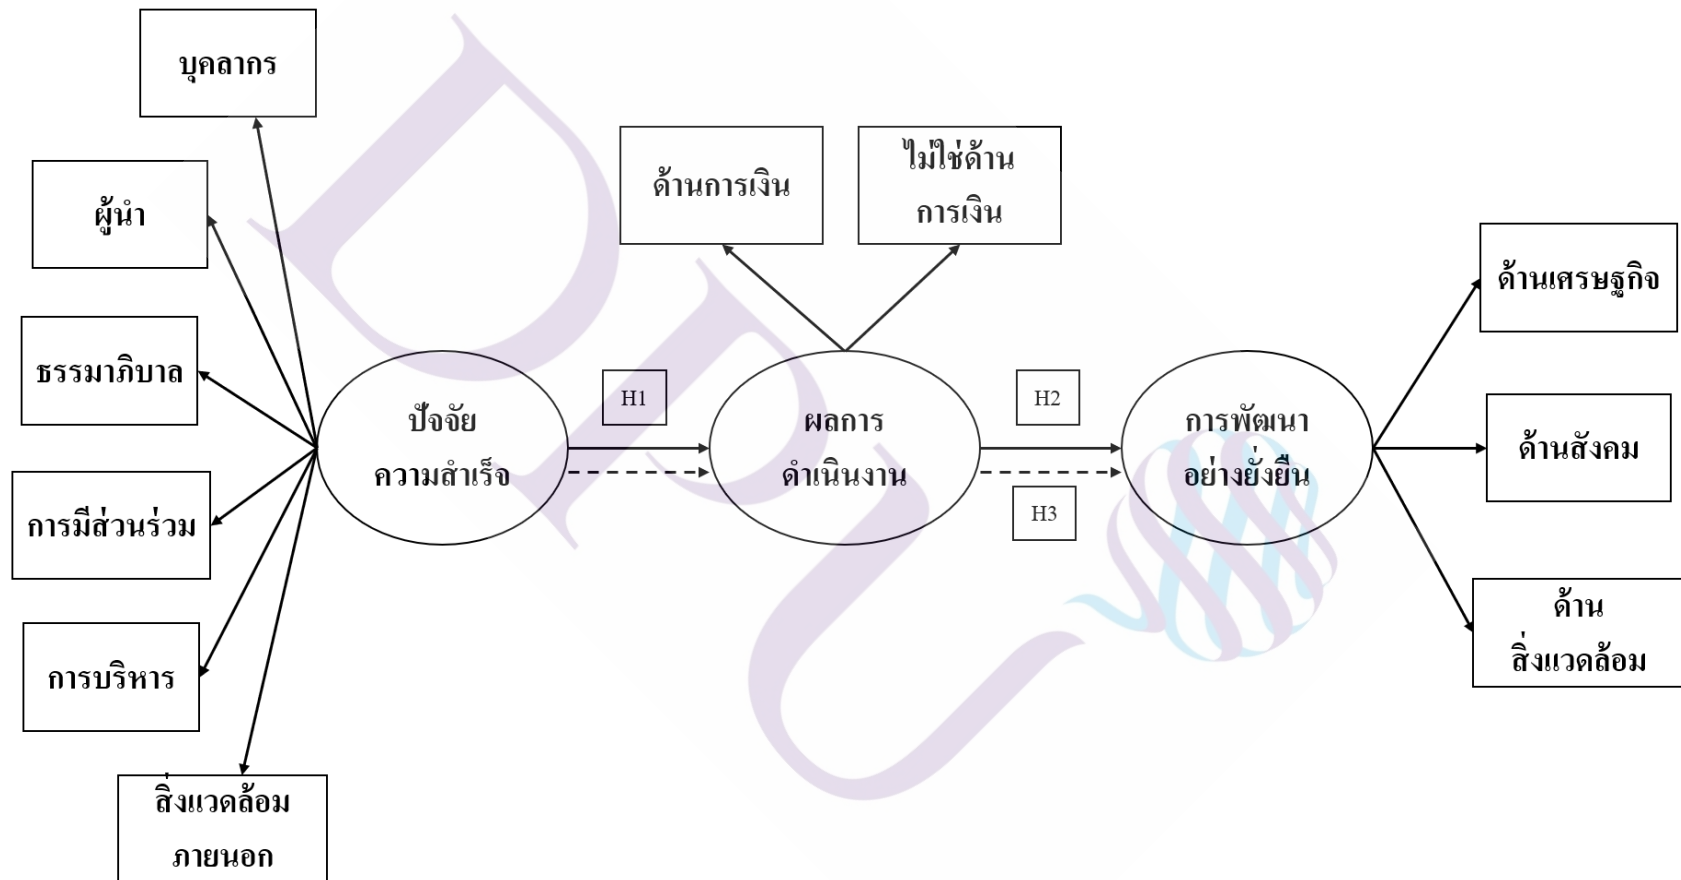 บุคลากร
ผู้นำ
ธรรมาภิบาล
การมีส่วนร่วม
การบริหาร
สิ่งแวดล้อม
ภายนอก
ปัจจัย
ความสำเร็จ
H1
ด้านการเงิน
ไม่ใช่ด้าน
การเงิน
ผลการ
ดำเนินงาน
H2
H3
การพัฒนา
อย่างยั่งยืน
ด้านเศรษฐกิจ
ด้านสังคม
ด้าน
สิ่งแวดล้อม
DPU